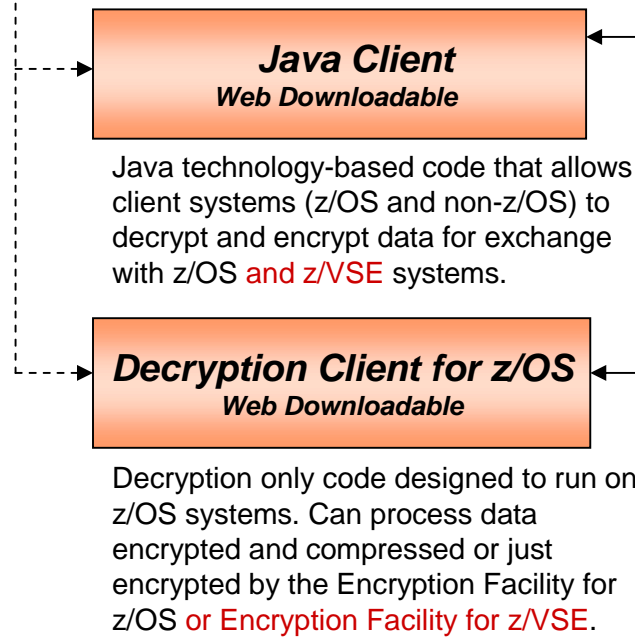 Java Client
Web Downloadable
Java technology-based code that allows
client systems (z/OS and non-z/OS) to
decrypt and encrypt data for exchange
with z/OS and z/VSE systems.
Decryption Client for z/OS
Web Downloadable
Decryption only code designed to run on
z/OS systems. Can process data
encrypted and compressed or just
encrypted by the Encryption Facility for
z/OS or Encryption Facility for z/VSE.